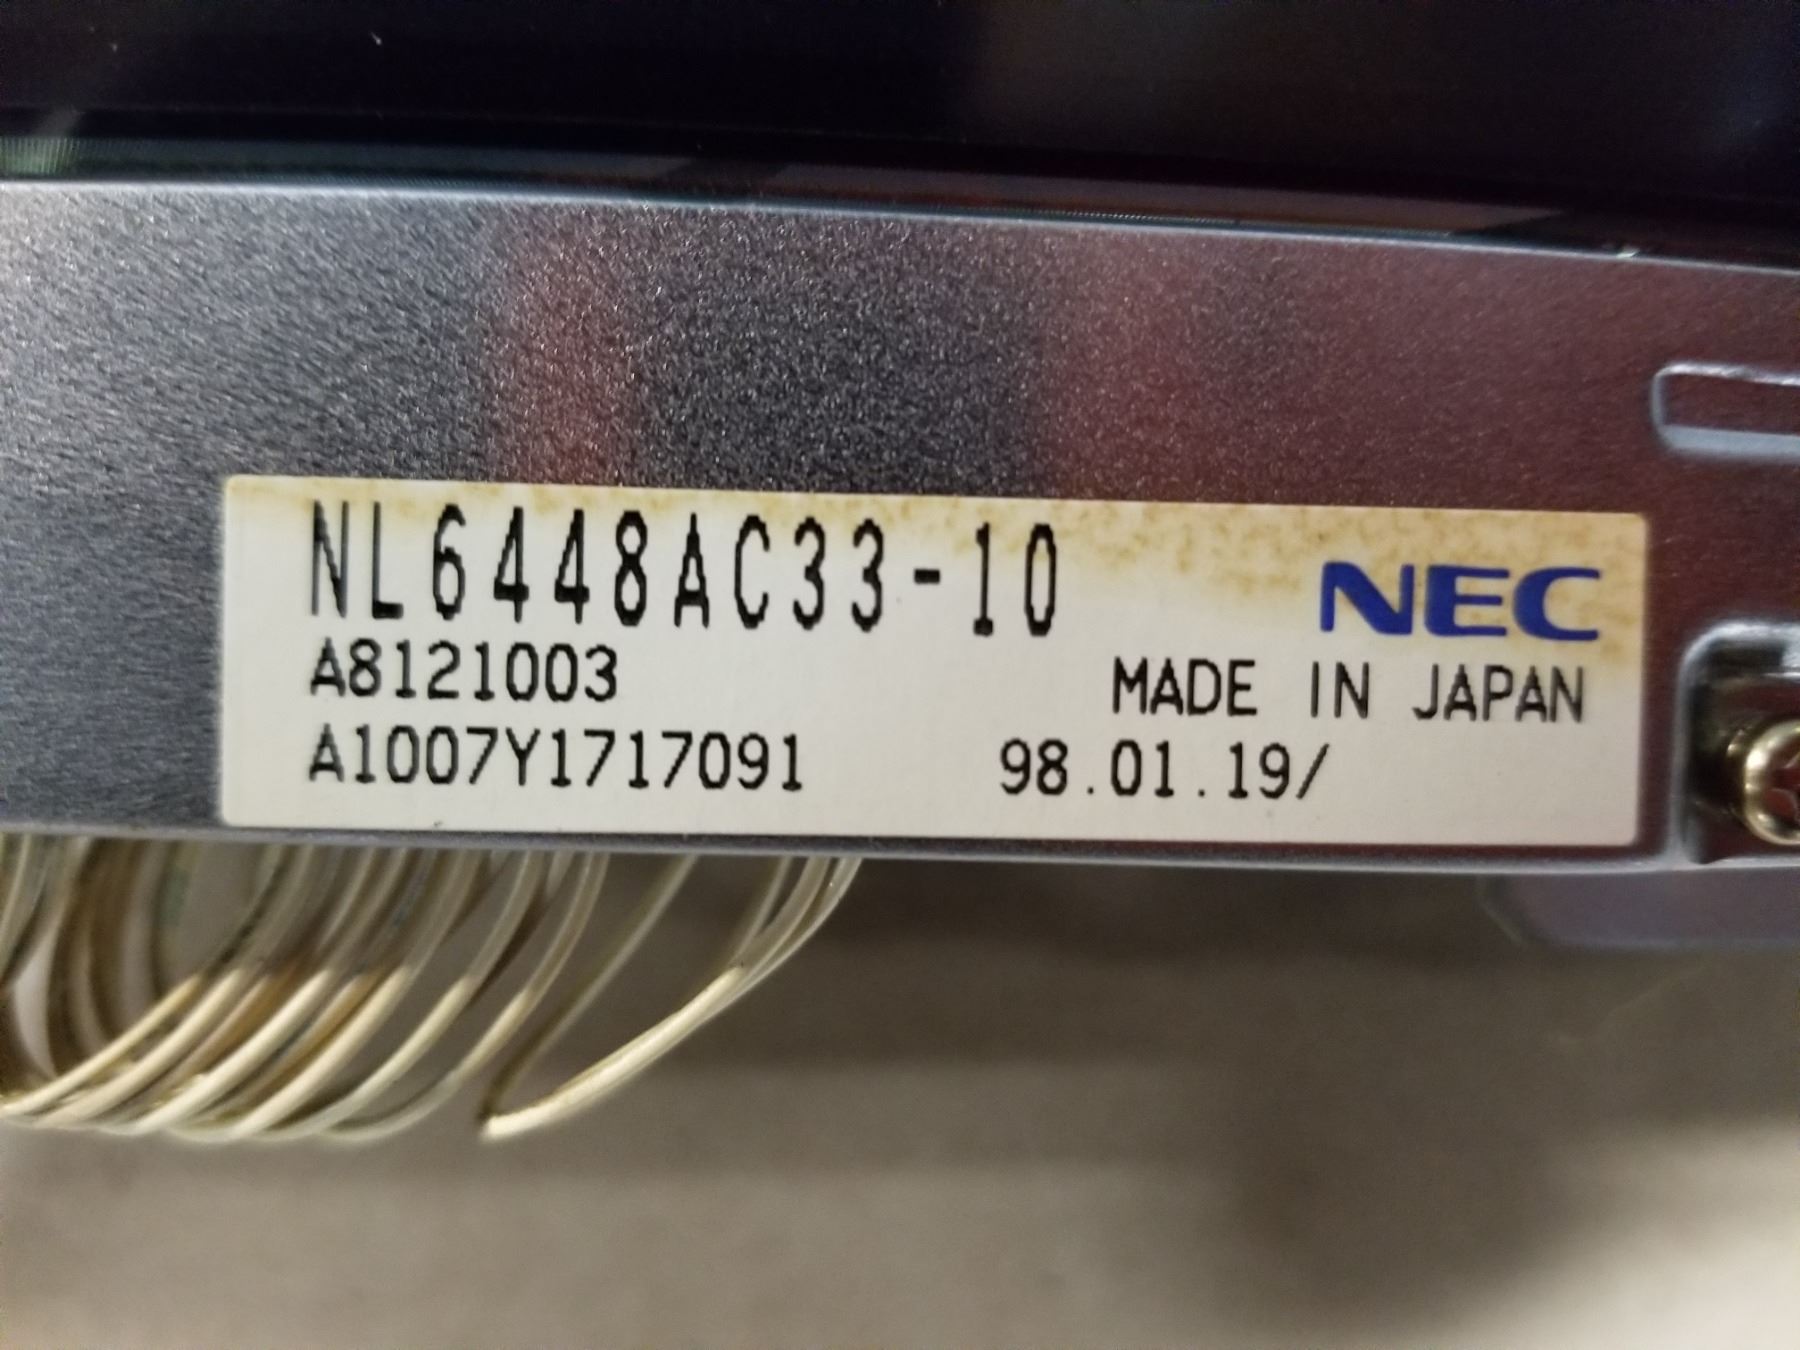 NL6448AC33-10
NEC
A8121003
MADE IN JAPAN
A1007Y1717091
98.01.19/